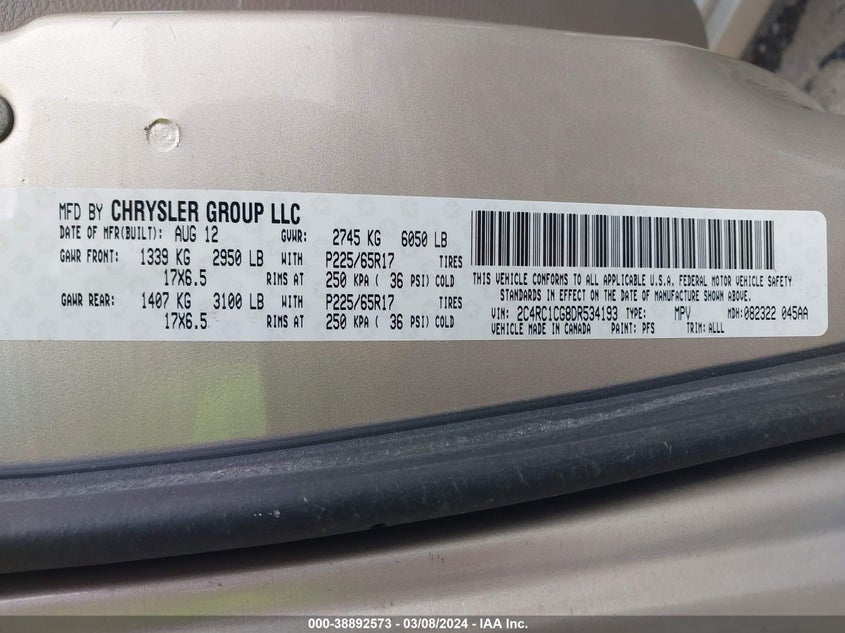 MFD BY CHRYSLER GROUP LLC
DATE OF MFR(BUILT): AUG 12 GVWR: 2745 KG 6050 LB
GAWR FRONT: 1339 KG 2950 LB WITH P225/65R17 TIRES
17X6.5 RIMS AT 250 KPA ( 36 PSI) COLD
GAWR REAR: 1407 KG 3100 LB WITH P225/65R17 TIRES
17X6.5 RIMS AT 250 KPA ( 36 PSI) COLD
THIS VEHICLE CONFORMS TO ALL APPLICABLE U.S.A. FEDERAL MOTOR VEHICLE SAFETY
STANDARDS IN EFFECT ON THE DATE OF MANUFACTURE SHOWN ABOVE.
VIN: 2C4RC1CG8DR534193 TYPE: MPV MDH: 082322 045AA
VEHICLE MADE IN CANADA PAINT: PFS TRIM: ALLL
000-38892573 - 03/08/2024 - IAA Inc.